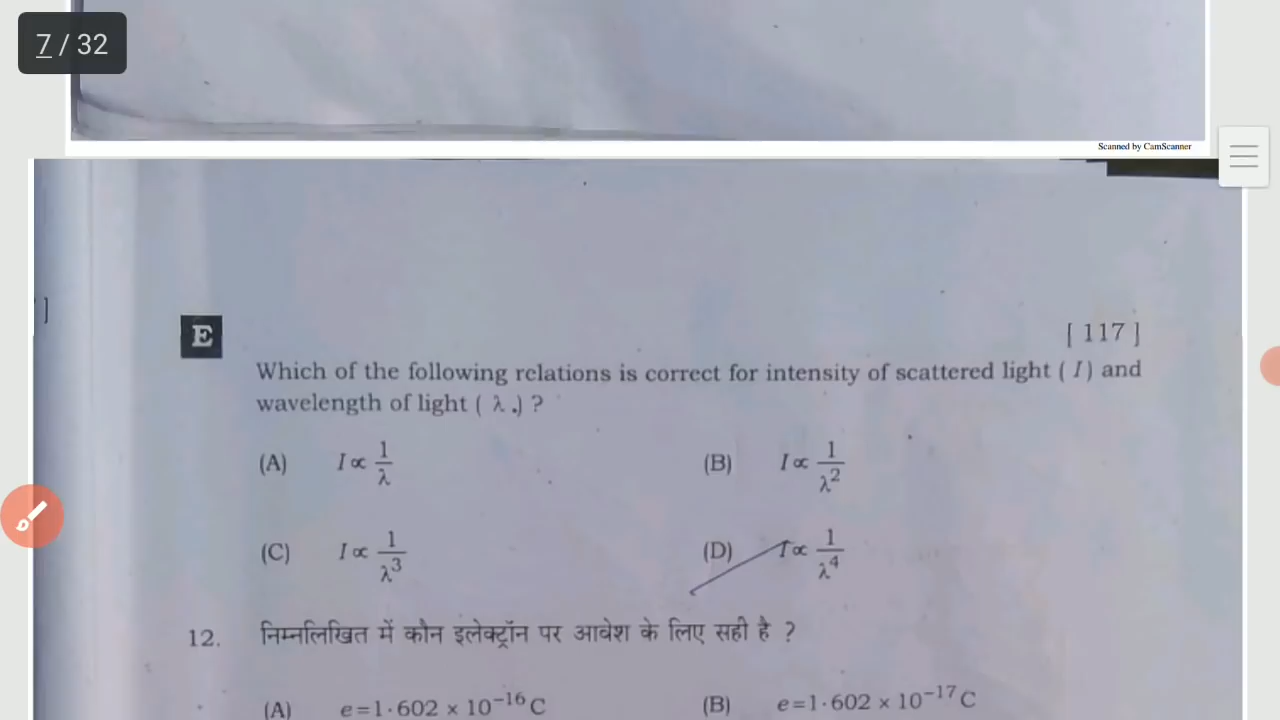 7 / 32
Scanned by CamScanner
]
E
[ 117 ]
Which of the following relations is correct for intensity of scattered light ( I ) and
wavelength of light ( λ ) ?
(A) I ∝ 1/λ (B) I ∝ 1/λ²
(C) I ∝ 1/λ³ (D) I ∝ 1/λ⁴
12. निम्नलिखित में कौन इलेक्ट्रॉन पर आवेश के लिए सही है ?
(A) e=1·602 × 10⁻¹⁶ C (B) e=1·602 × 10⁻¹⁷ C